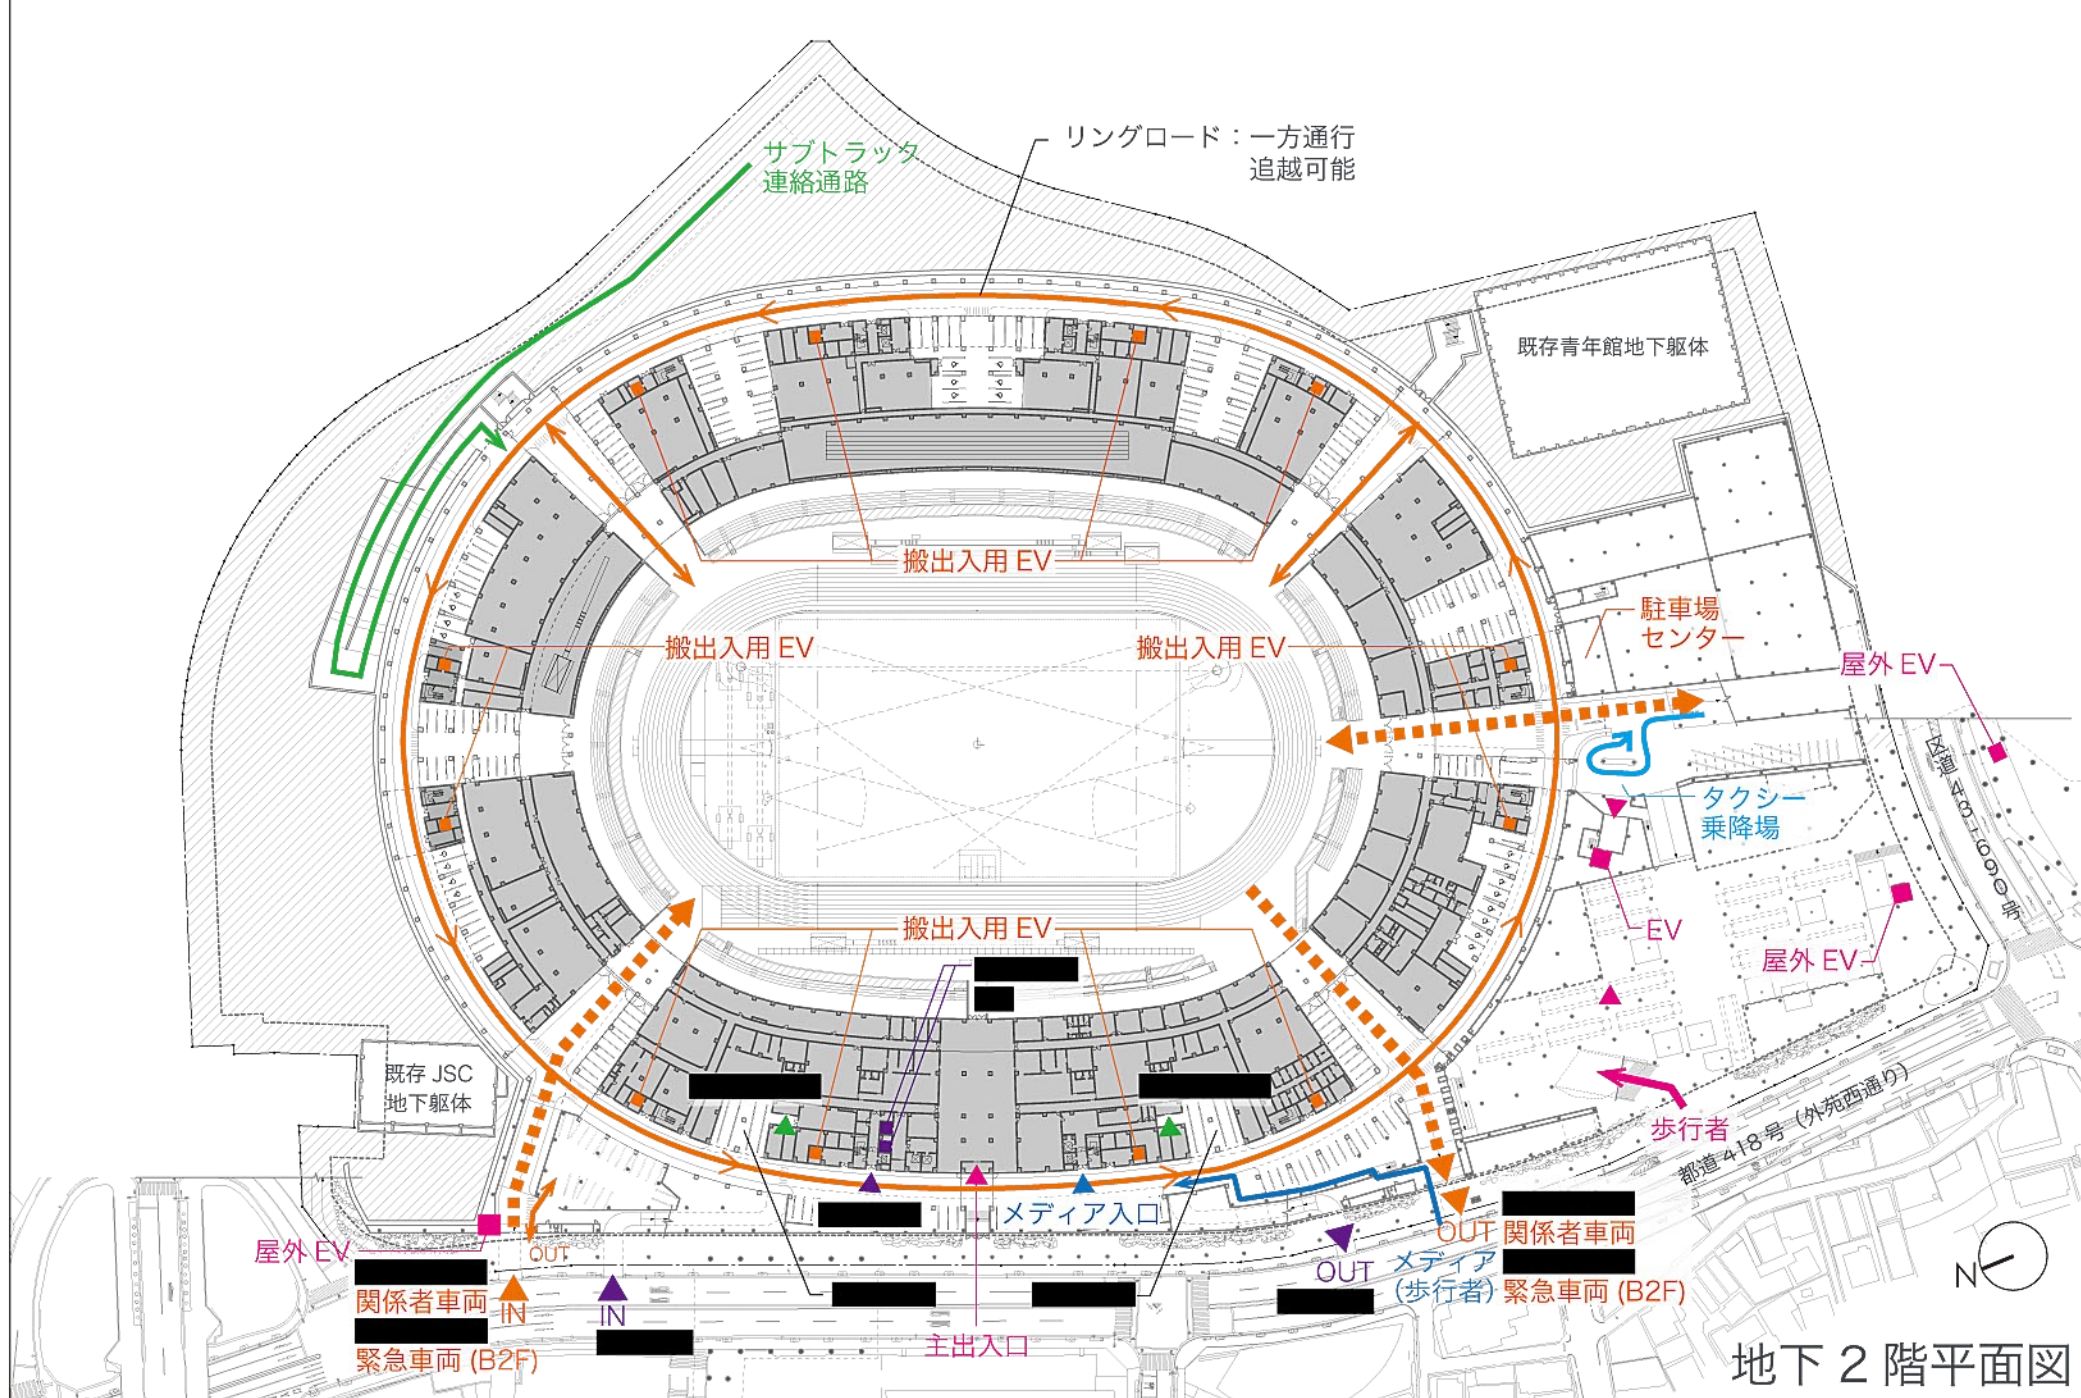 サブトラック
連絡通路
リングロード：一方通行
追越可能
既存青年館地下躯体
搬出入用 EV
搬出入用 EV
搬出入用 EV
駐車場
センター
屋外 EV
区道 43-690号
タクシー
乗降場
EV
屋外 EV
搬出入用 EV
既存 JSC
地下躯体
歩行者
都道 418号（外苑西通り）
メディア入口
屋外 EV
OUT
関係者車両
IN
緊急車両 (B2F)
IN
主出入口
OUT
OUT 関係者車両
メディア
(歩行者)
緊急車両 (B2F)
N
地下 2 階平面図